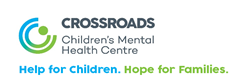 CROSSROADS
Children's Mental
Health Centre
Help for Children. Hope for Families.